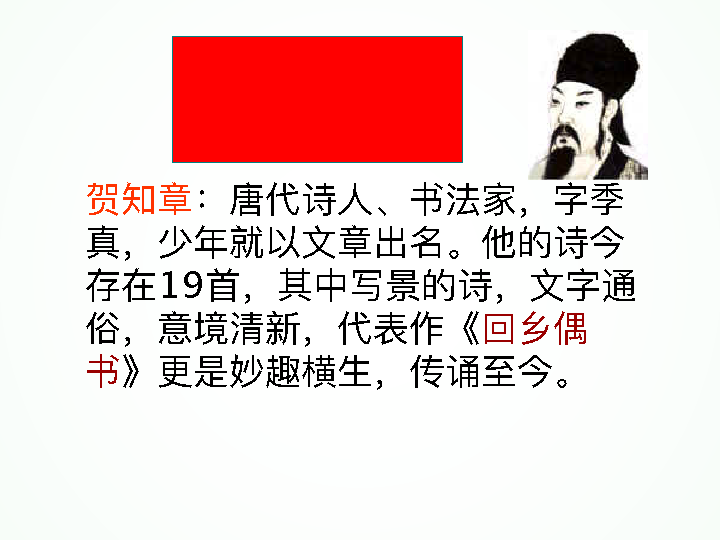 贺知章：唐代诗人、书法家，字季
真，少年就以文章出名。他的诗今
存在19首，其中写景的诗，文字通
俗，意境清新，代表作《回乡偶
书》更是妙趣横生，传诵至今。